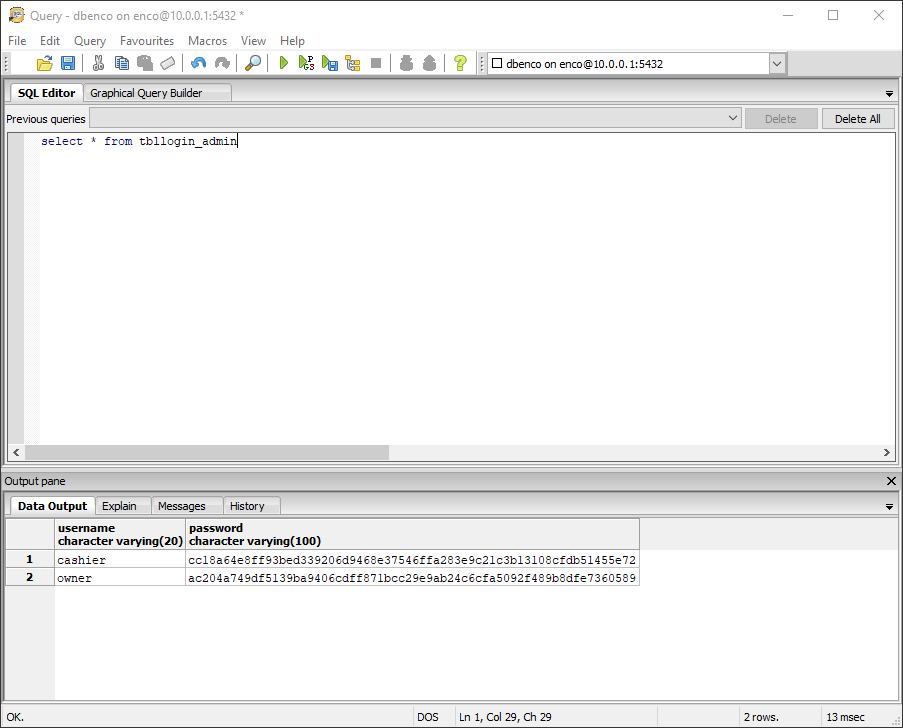 Query - dbenco on enco@10.0.0.1:5432 *
File Edit Query Favourites Macros View Help
dbenco on enco@10.0.0.1:5432
SQL Editor Graphical Query Builder
Previous queries Delete Delete All
select * from tbllogin_admin
Output pane
Data Output Explain Messages History
username password
character varying(20) character varying(100)
1 cashier cc18a64e8ff93bed339206d9468e37546ffa283e9c21c3b13108cfdb51455e72
2 owner ac204a749df5139ba9406cdff871bcc29e9ab24c6cfa5092f489b8dfe7360589
OK. DOS Ln 1, Col 29, Ch 29 2 rows. 13 msec